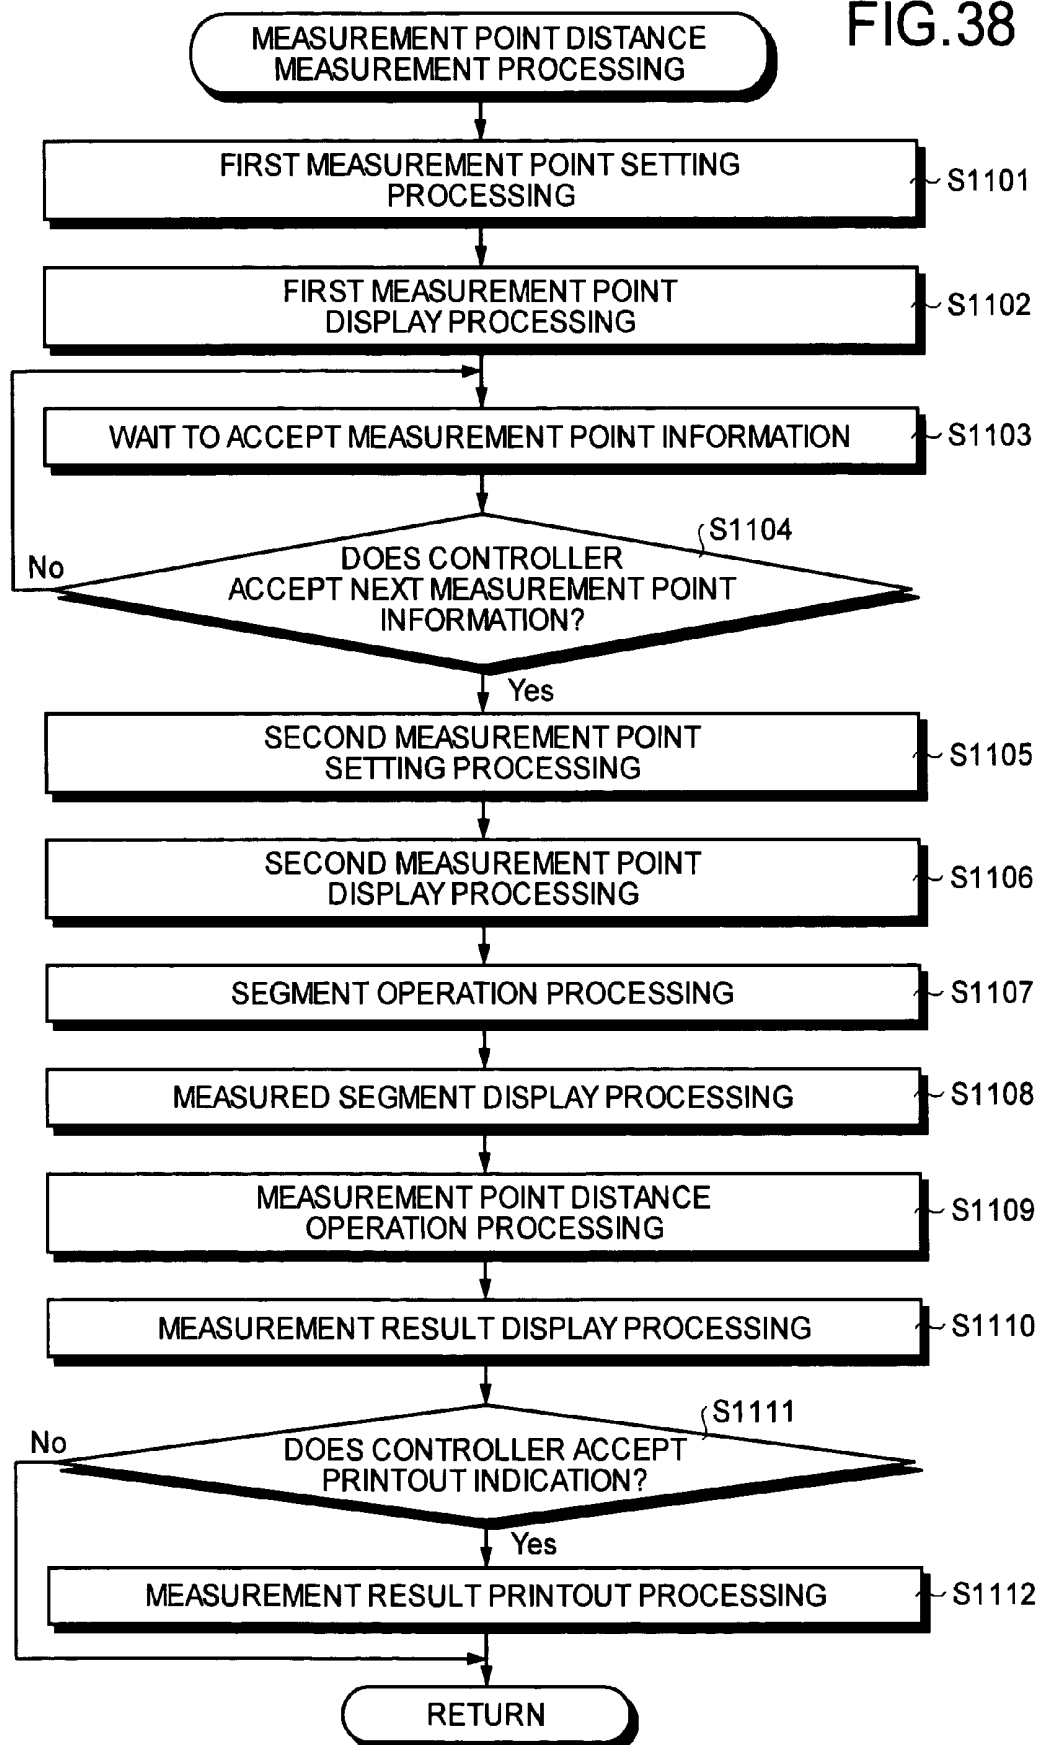 FIG.38
MEASUREMENT POINT DISTANCE
MEASUREMENT PROCESSING
FIRST MEASUREMENT POINT SETTING
PROCESSING
S1101
FIRST MEASUREMENT POINT
DISPLAY PROCESSING
S1102
WAIT TO ACCEPT MEASUREMENT POINT INFORMATION
S1103
S1104
DOES CONTROLLER
ACCEPT NEXT MEASUREMENT POINT
INFORMATION?
No
Yes
SECOND MEASUREMENT POINT
SETTING PROCESSING
S1105
SECOND MEASUREMENT POINT
DISPLAY PROCESSING
S1106
SEGMENT OPERATION PROCESSING
S1107
MEASURED SEGMENT DISPLAY PROCESSING
S1108
MEASUREMENT POINT DISTANCE
OPERATION PROCESSING
S1109
MEASUREMENT RESULT DISPLAY PROCESSING
S1110
S1111
No
DOES CONTROLLER ACCEPT
PRINTOUT INDICATION?
Yes
MEASUREMENT RESULT PRINTOUT PROCESSING
S1112
RETURN